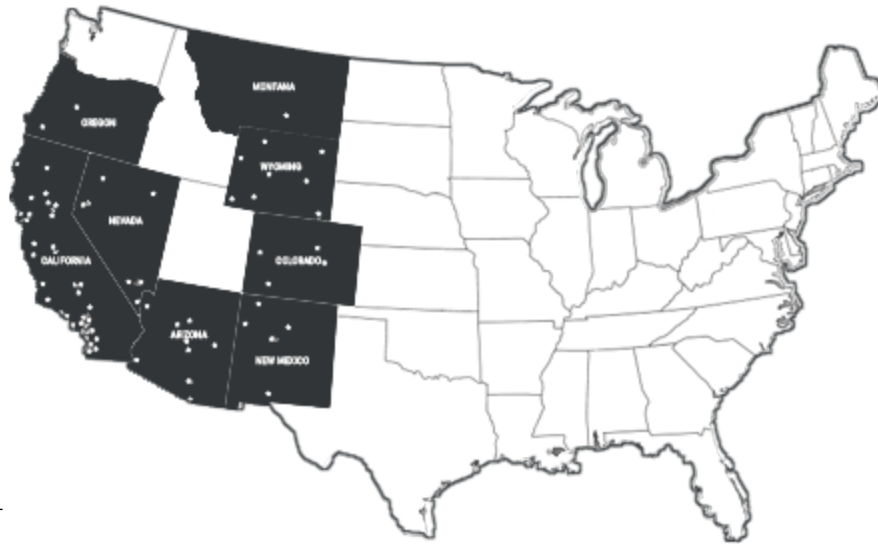 MONTANA
OREGON
WYOMING
NEVADA
CALIFORNIA
COLORADO
ARIZONA
NEW MEXICO